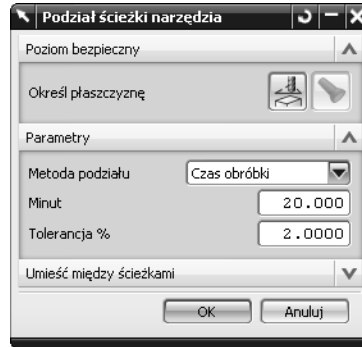 Podział ścieżki narzędzia
Poziom bezpieczny
Określ płaszczyznę
Parametry
Metoda podziału Czas obróbki
Minut 20.000
Tolerancja % 2.0000
Umieść między ścieżkami
OK Anuluj